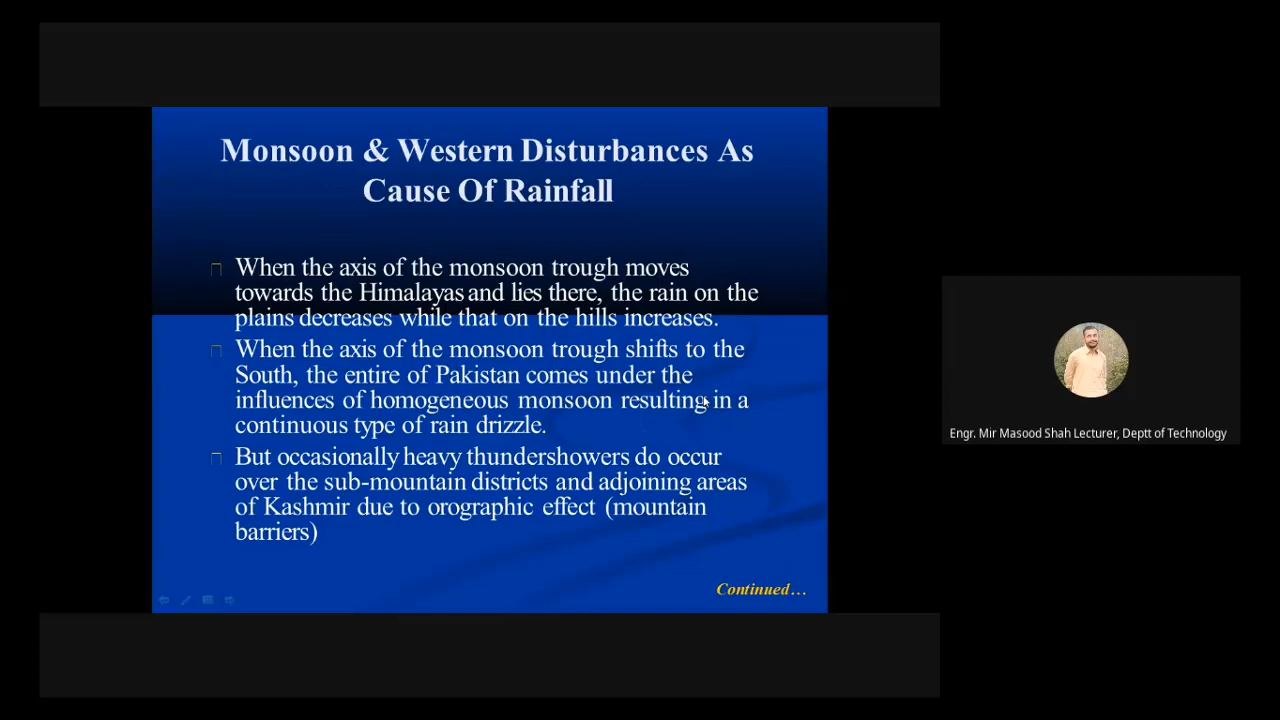 Monsoon & Western Disturbances As
Cause Of Rainfall
When the axis of the monsoon trough moves
towards the Himalayas and lies there, the rain on the
plains decreases while that on the hills increases.
When the axis of the monsoon trough shifts to the
South, the entire of Pakistan comes under the
influences of homogeneous monsoon resulting in a
continuous type of rain drizzle.
But occasionally heavy thundershowers do occur
over the sub-mountain districts and adjoining areas
of Kashmir due to orographic effect (mountain
barriers)
Continued…
Engr. Mir Masood Shah Lecturer, Deptt of Technology